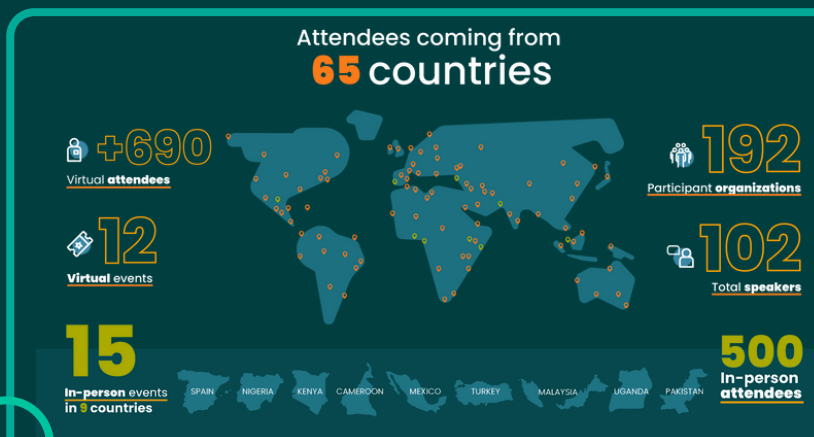 Attendees coming from
65 countries
+690
Virtual attendees
12
Virtual events
192
Participant organizations
102
Total speakers
15
In-person events
in 9 countries
SPAIN
NIGERIA
KENYA
CAMEROON
MEXICO
TURKEY
MALAYSIA
UGANDA
PAKISTAN
500
In-person
attendees